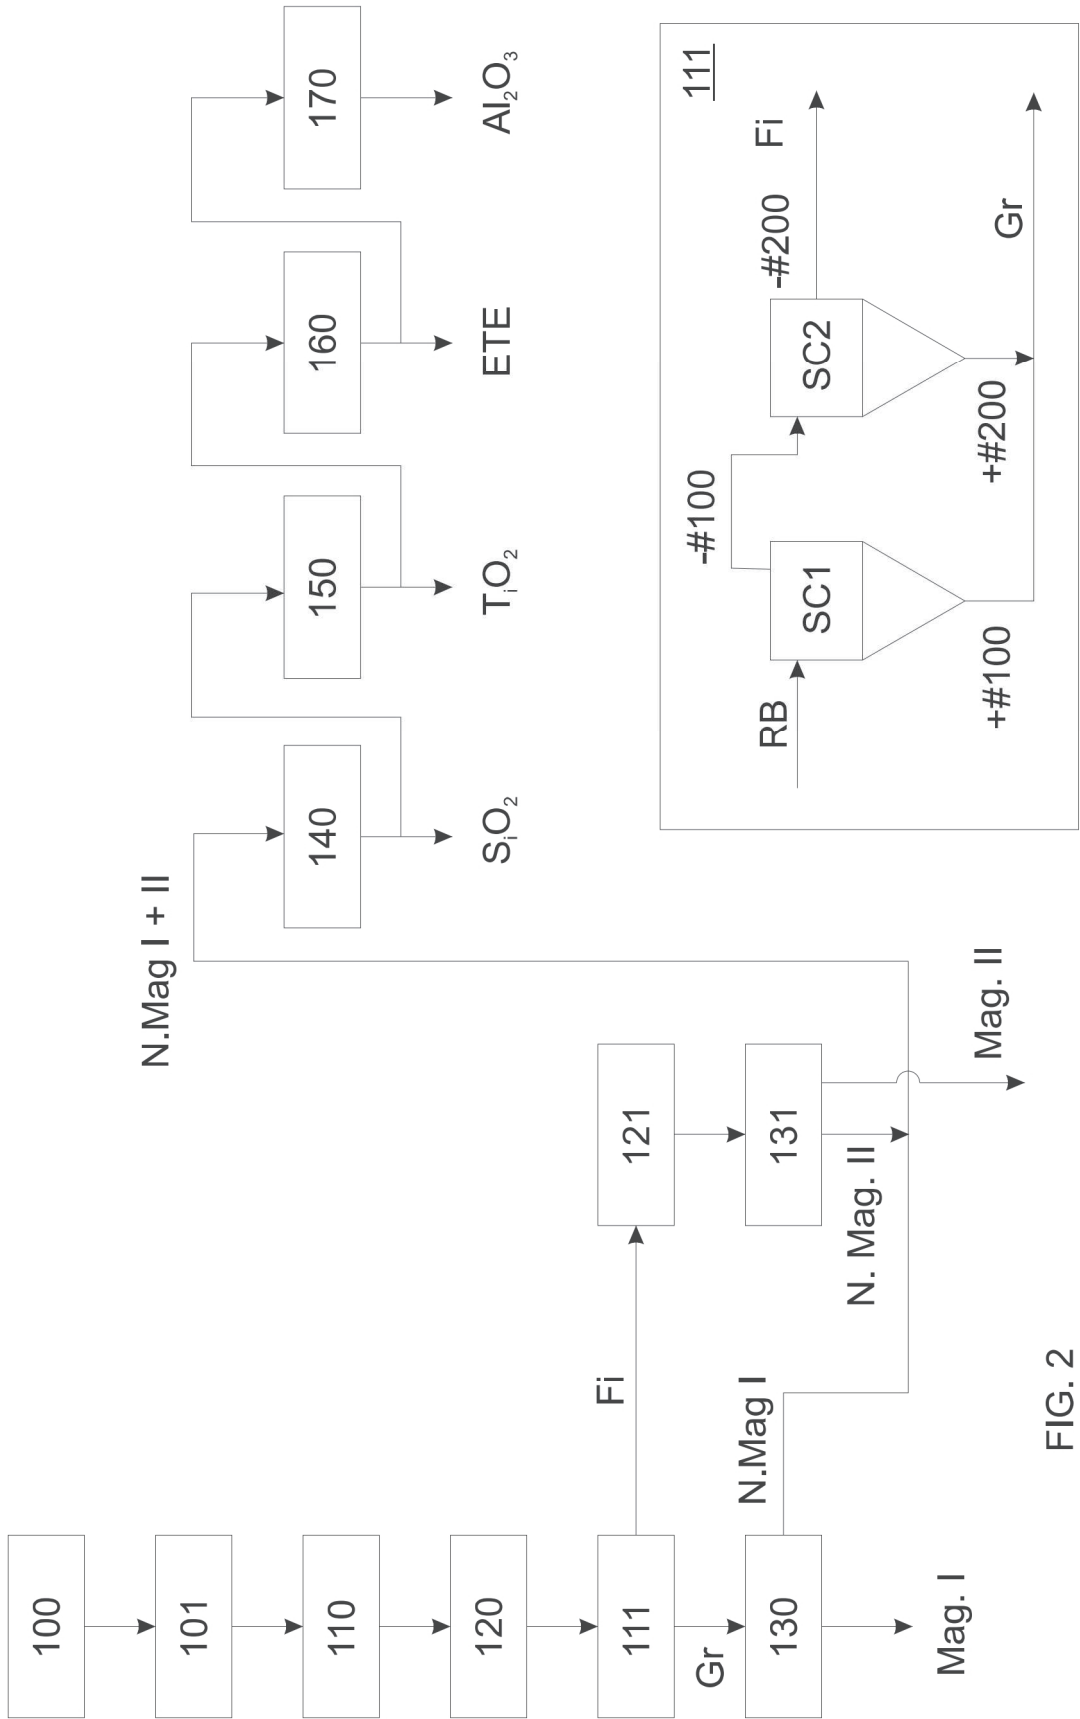 100
101
110
120
111
Fi
Gr
130
N.Mag I
Mag. I
121
131
N. Mag. II
Mag. II
N.Mag I + II
140
SiO2
150
TiO2
160
ETE
170
Al2O3
111
RB
SC1
-#100
+#100
SC2
-#200
Fi
+#200
Gr
FIG. 2